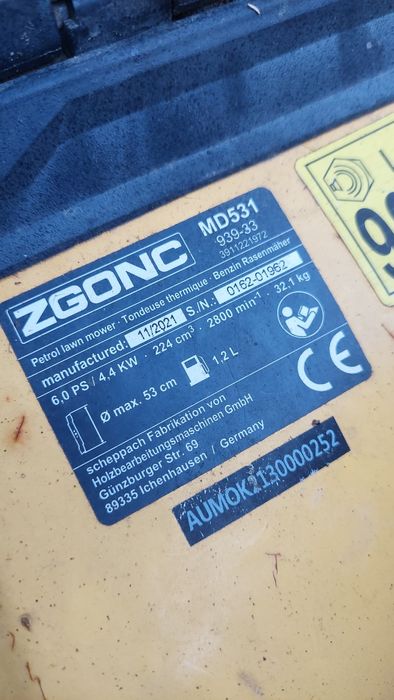 ZGONC
MD531
939-33
3911221972
Petrol lawn mower · Tondeuse thermique · Benzin Rasenmäher
manufactured: 11/2021 S./N.: 0162-01962
6,0 PS / 4,4 KW · 224 cm³ · 2800 min⁻¹ · 32,1 kg
Ø max. 53 cm 1,2 L
CE
scheppach Fabrikation von
Holzbearbeitungsmaschinen GmbH
Günzburger Str. 69
89335 Ichenhausen / Germany
AUMOK2130000252